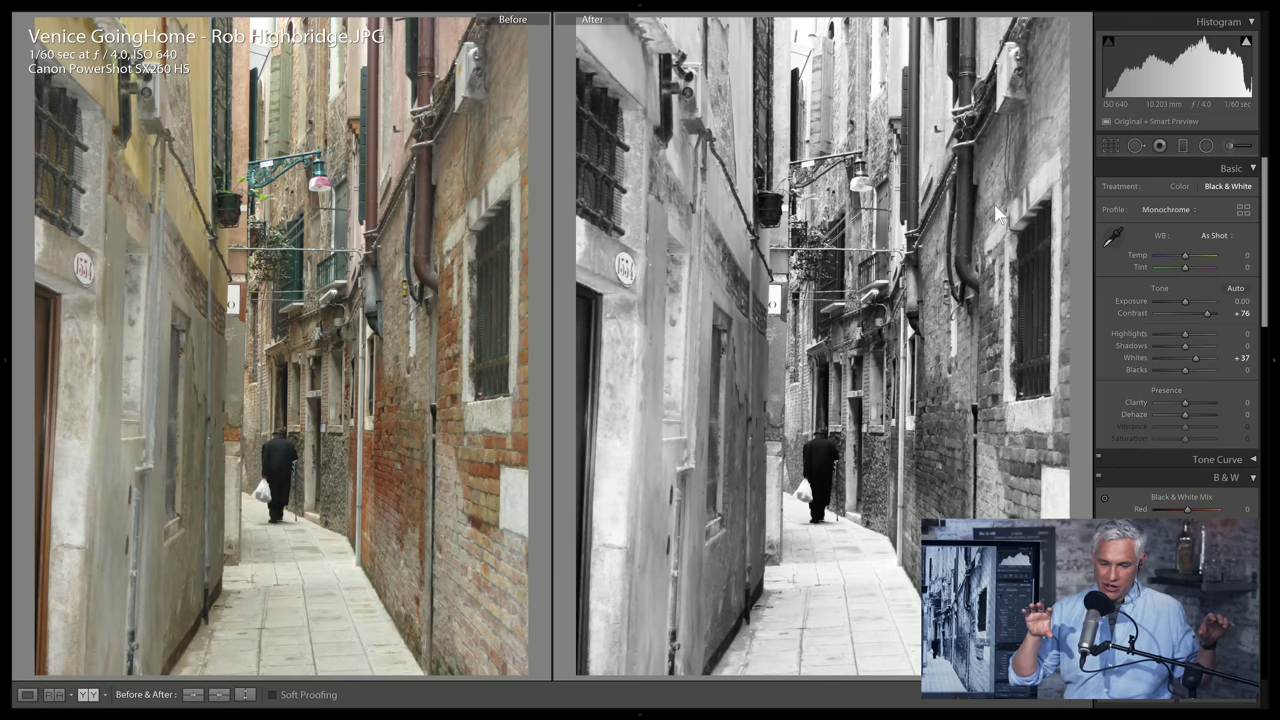 Before
After
Venice GoingHome - Rob Highbridge.JPG
1/60 sec at ƒ / 4.0, ISO 640
Canon PowerShot SX260 HS
1554
1554
O
O
Histogram
ISO 640 10.203 mm ƒ / 4.0 1/60 sec
Original + Smart Preview
Basic
Treatment : Color Black & White
Profile : Monochrome
WB : As Shot
Temp 0
Tint 0
Tone Auto
Exposure 0.00
Contrast + 76
Highlights 0
Shadows 0
Whites + 37
Blacks 0
Presence
Clarity 0
Dehaze 0
Vibrance 0
Saturation 0
Tone Curve
B & W
Black & White Mix
Red 0
Before & After : Soft Proofing